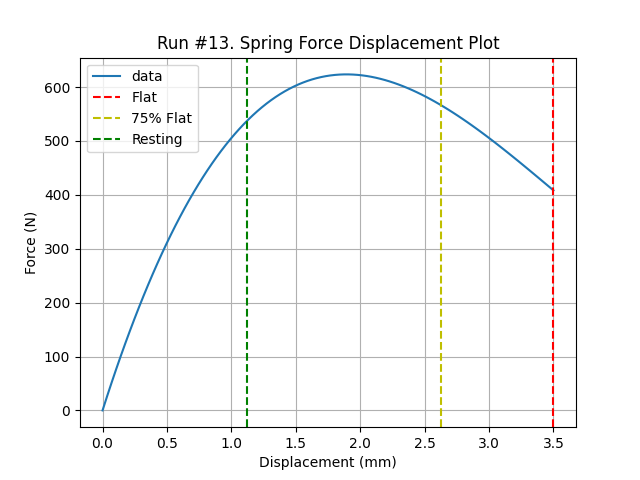 Run #13. Spring Force Displacement Plot
data
Flat
75% Flat
Resting
600
500
400
300
200
100
0
Force (N)
0.0 0.5 1.0 1.5 2.0 2.5 3.0 3.5
Displacement (mm)